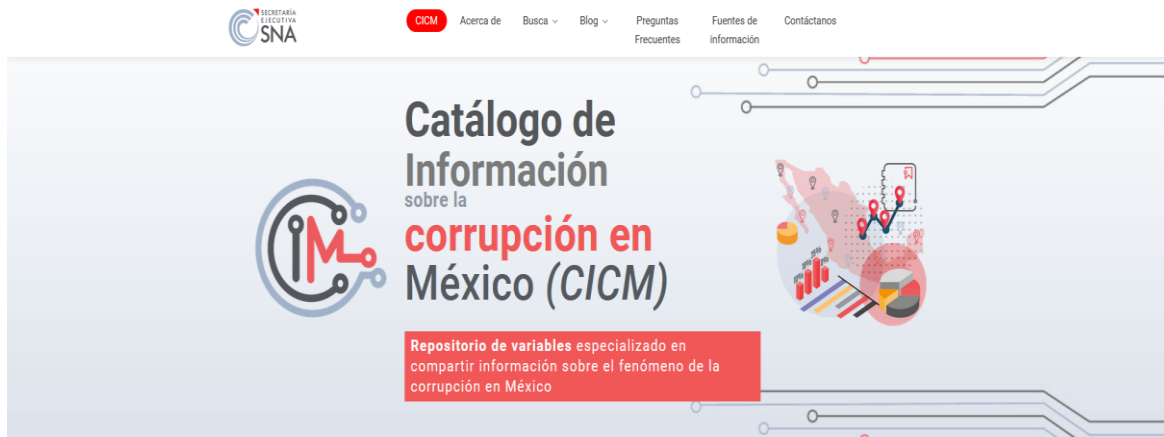 SECRETARÍA
EJECUTIVA
SNA
CICM
Acerca de
Busca
Blog
Preguntas
Frecuentes
Fuentes de
información
Contáctanos
Catálogo de
Información
sobre la
corrupción en
México (CICM)
Repositorio de variables especializado en
compartir información sobre el fenómeno de la
corrupción en México